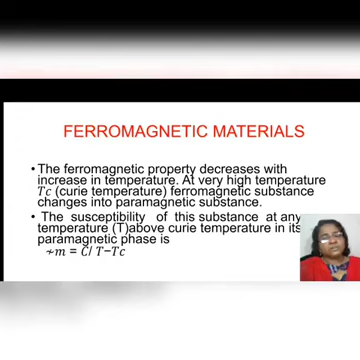 FERROMAGNETIC MATERIALS
• The ferromagnetic property decreases with
increase in temperature. At very high temperature
Tc (curie temperature) ferromagnetic substance
changes into paramagnetic substance.
• The susceptibility of this substance at any
temperature (T)above curie temperature in its
paramagnetic phase is
≁m = C/ T−Tc